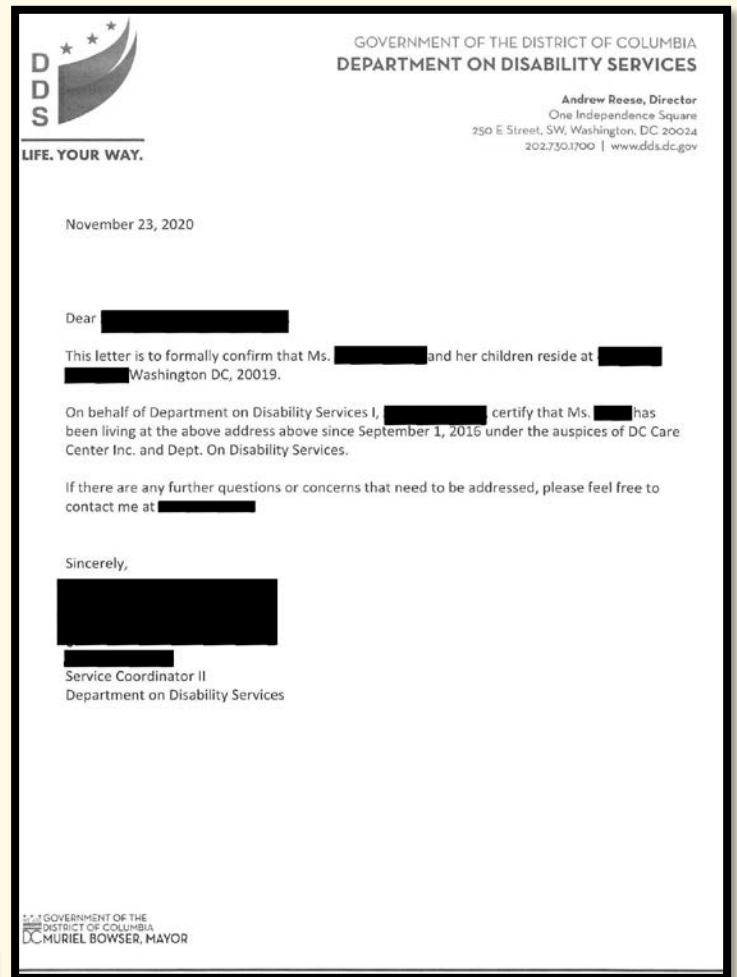 D
D
S
LIFE. YOUR WAY.
GOVERNMENT OF THE DISTRICT OF COLUMBIA
DEPARTMENT ON DISABILITY SERVICES
Andrew Reese, Director
One Independence Square
250 E Street, SW, Washington, DC 20024
202.730.1700 | www.dds.dc.gov
November 23, 2020
Dear
This letter is to formally confirm that Ms. and her children reside at
Washington DC, 20019.
On behalf of Department on Disability Services I, , certify that Ms. has
been living at the above address above since September 1, 2016 under the auspices of DC Care
Center Inc. and Dept. On Disability Services.
If there are any further questions or concerns that need to be addressed, please feel free to
contact me at
Sincerely,
Service Coordinator II
Department on Disability Services
GOVERNMENT OF THE
DISTRICT OF COLUMBIA
DC MURIEL BOWSER, MAYOR